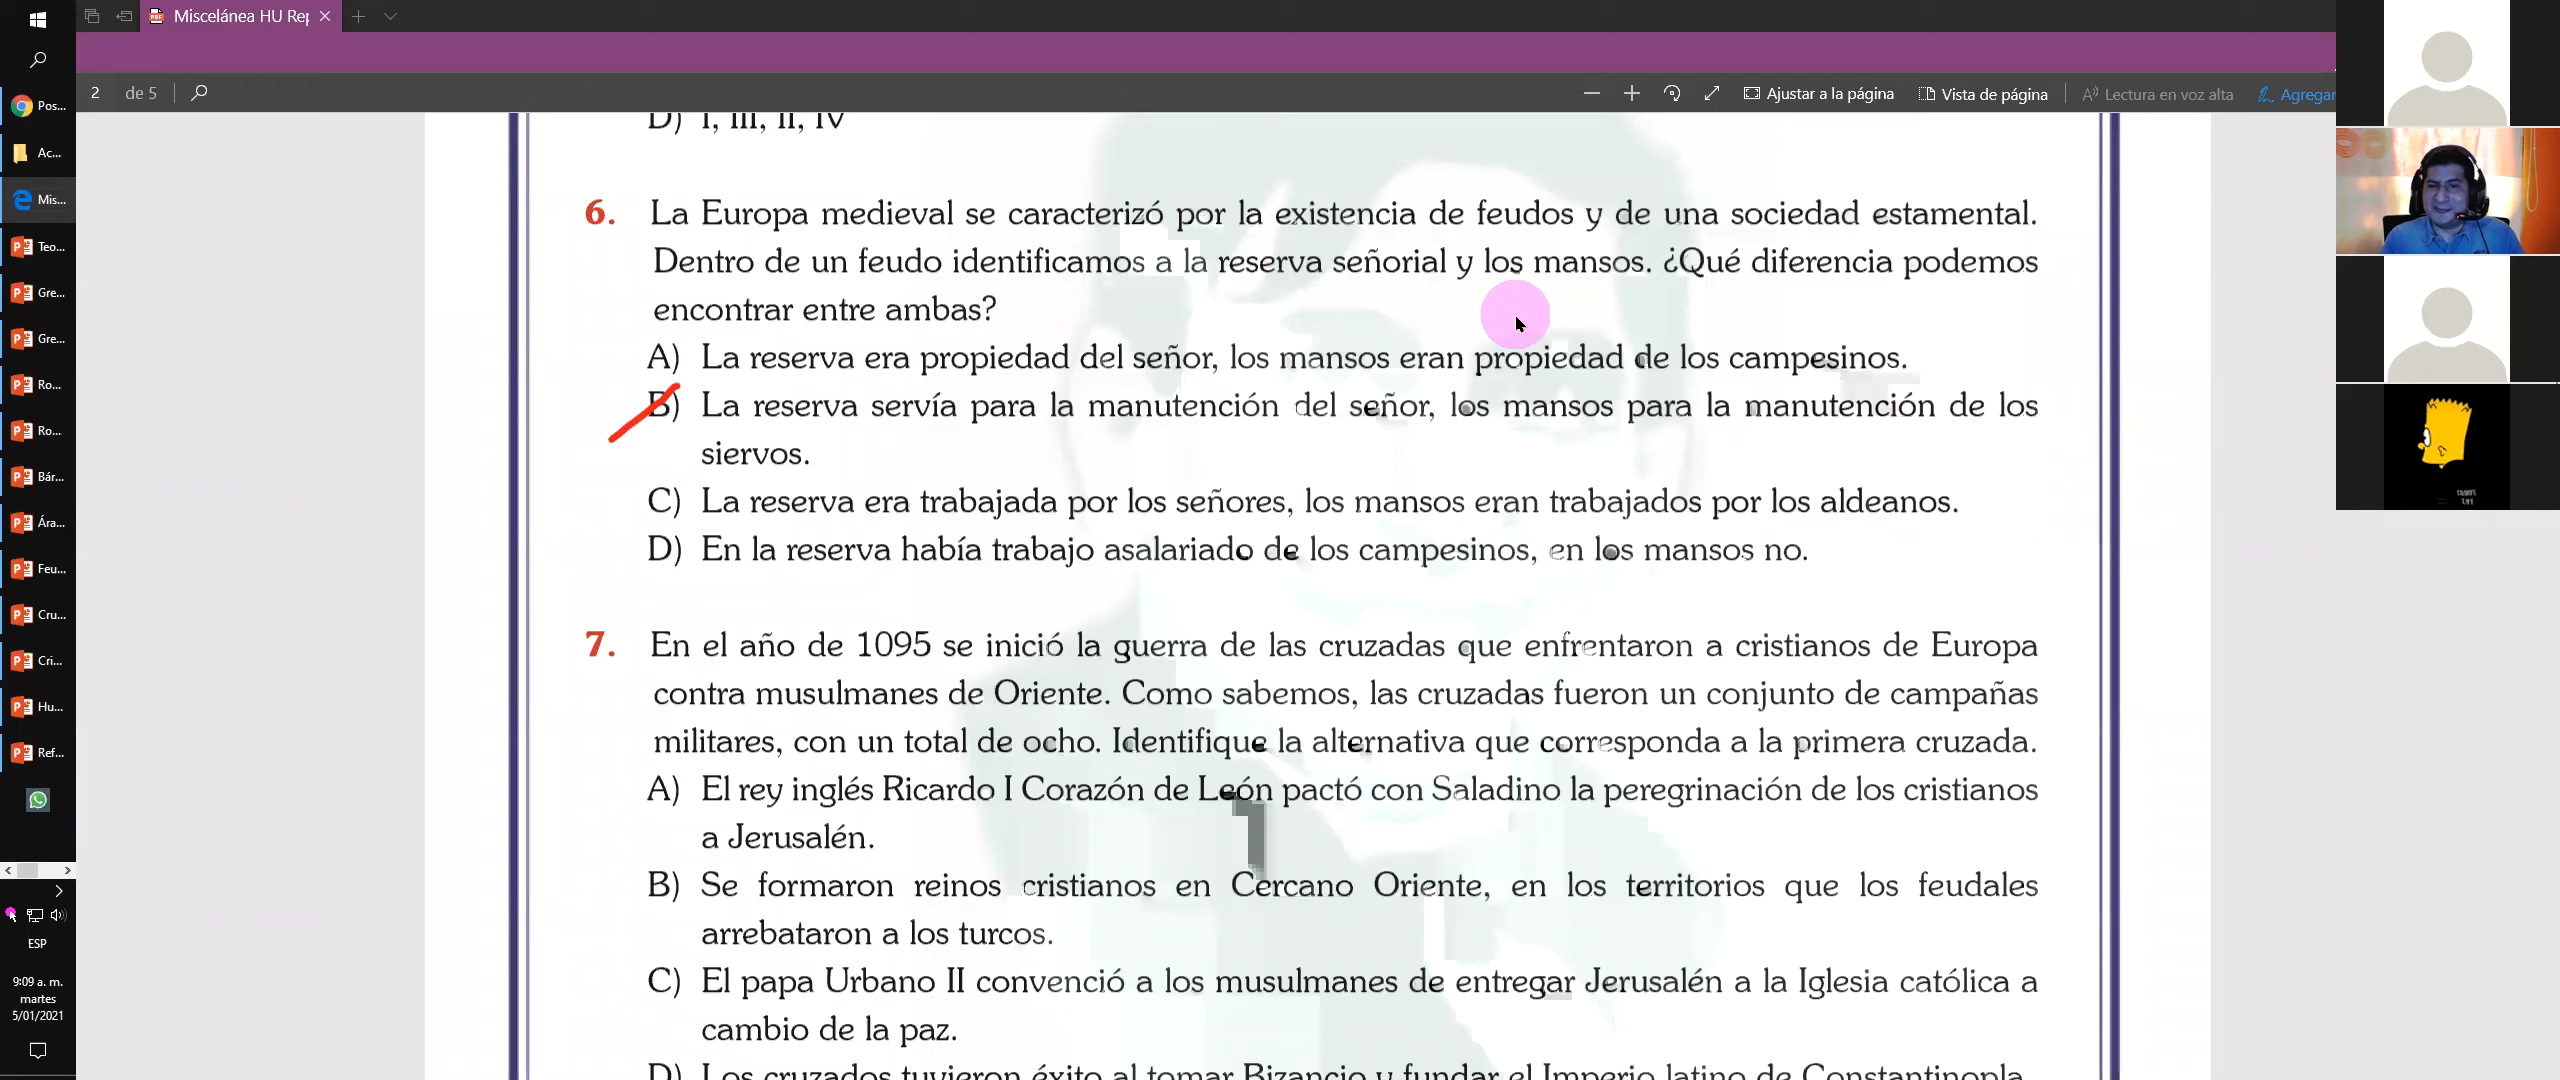 Miscelánea HU Rep
2 de 5
Ajustar a la página
Vista de página
Lectura en voz alta
Agregar
Pos...
Ac...
Mis...
Teo...
Gre...
Gre...
Ro...
Ro...
Bár...
Ára...
Feu...
Cru...
Cri...
Hu...
Ref...
ESP
9:09 a. m.
martes
5/01/2021
D) I, III, II, IV
6. La Europa medieval se caracterizó por la existencia de feudos y de una sociedad estamental.
Dentro de un feudo identificamos a la reserva señorial y los mansos. ¿Qué diferencia podemos
encontrar entre ambas?
A) La reserva era propiedad del señor, los mansos eran propiedad de los campesinos.
B) La reserva servía para la manutención del señor, los mansos para la manutención de los
siervos.
C) La reserva era trabajada por los señores, los mansos eran trabajados por los aldeanos.
D) En la reserva había trabajo asalariado de los campesinos, en los mansos no.
7. En el año de 1095 se inició la guerra de las cruzadas que enfrentaron a cristianos de Europa
contra musulmanes de Oriente. Como sabemos, las cruzadas fueron un conjunto de campañas
militares, con un total de ocho. Identifique la alternativa que corresponda a la primera cruzada.
A) El rey inglés Ricardo I Corazón de León pactó con Saladino la peregrinación de los cristianos
a Jerusalén.
B) Se formaron reinos cristianos en Cercano Oriente, en los territorios que los feudales
arrebataron a los turcos.
C) El papa Urbano II convenció a los musulmanes de entregar Jerusalén a la Iglesia católica a
cambio de la paz.
D) Los cruzados tuvieron éxito al tomar Bizancio y fundar el Imperio latino de Constantinopla.